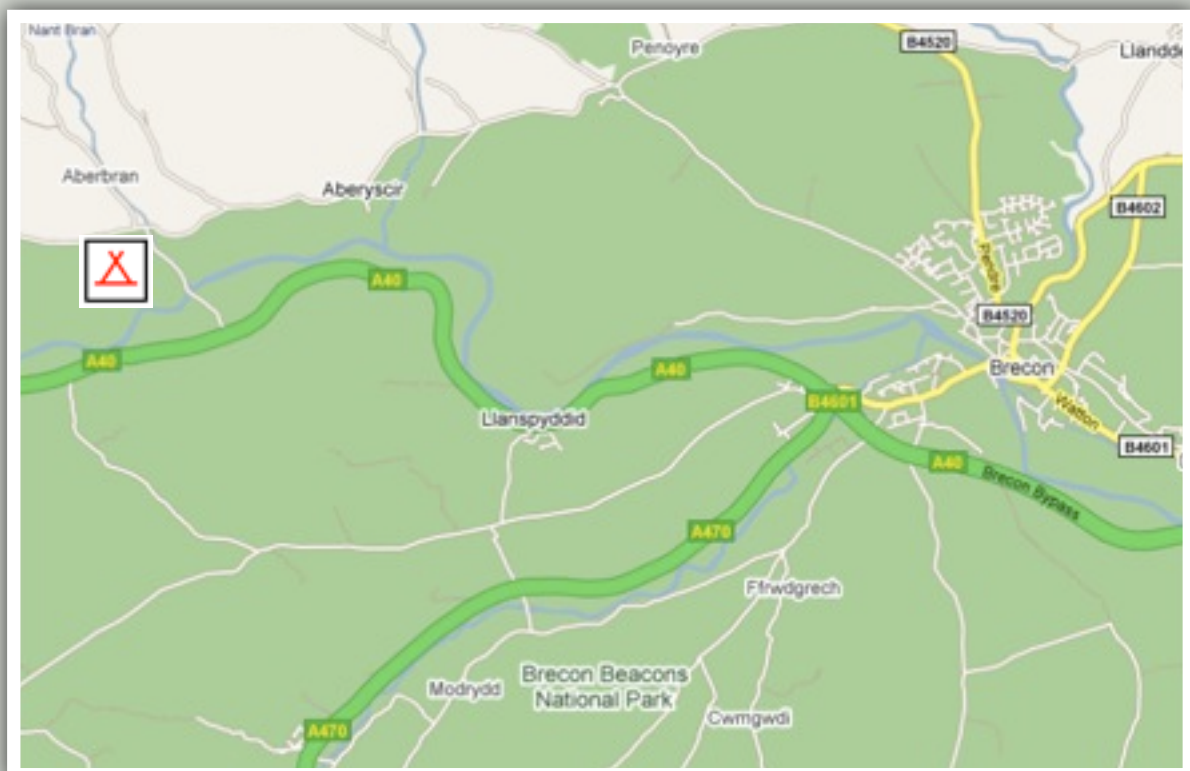 Nant Bran
Penoyre
B4520
Aberbran
Aberyscir
B4602
Pendre
A40
B4520
A40
A40
Brecon
B4601
Llanspyddid
Watton
B4601
A40
Brecon Bypass
A470
Ffrwdgrech
Brecon Beacons
National Park
Modrydd
Cwmgwdi
A470